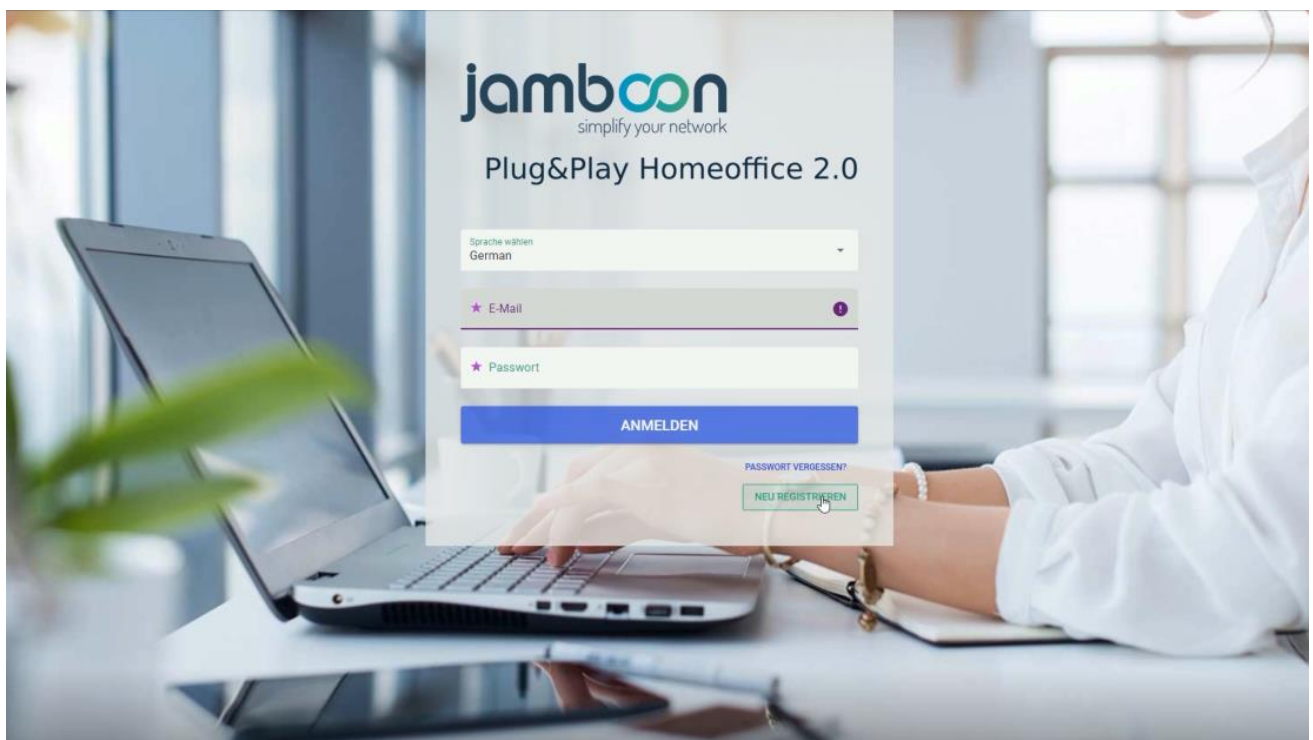 jamboon
simplify your network
Plug&Play Homeoffice 2.0
Sprache wählen
German
★ E-Mail
★ Passwort
ANMELDEN
PASSWORT VERGESSEN?
NEU REGISTRIEREN